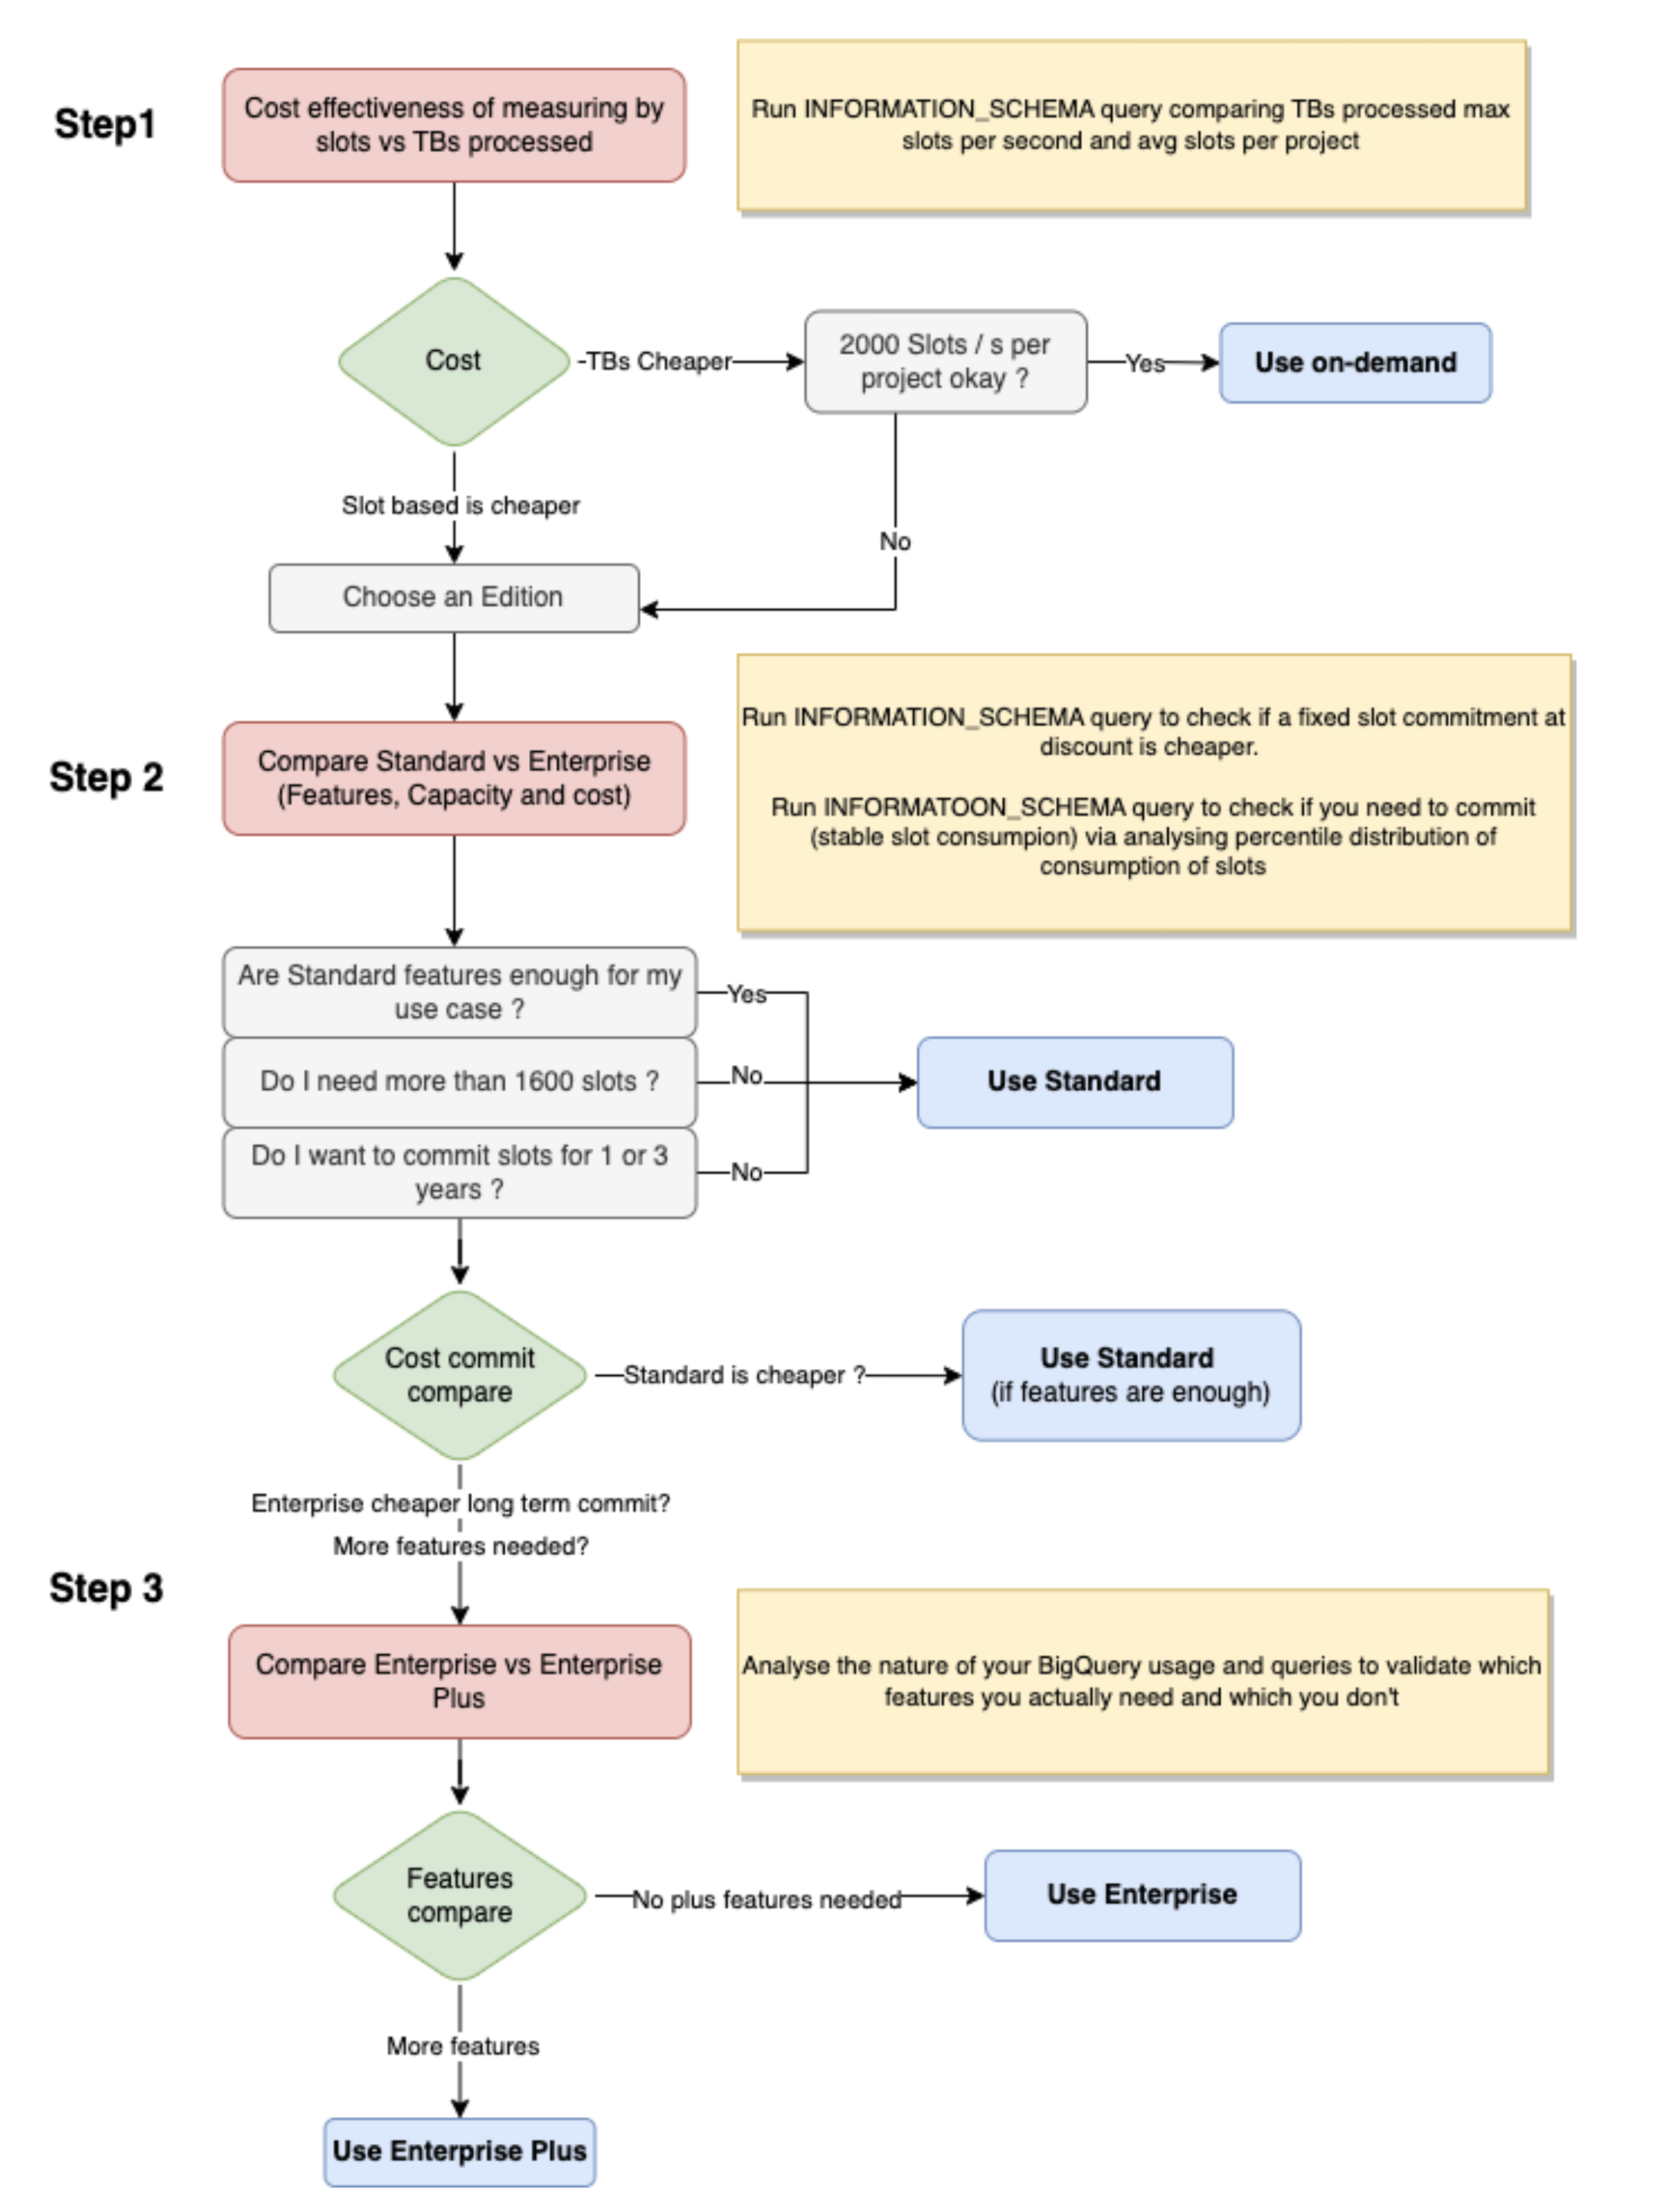 Step1
Cost effectiveness of measuring by
slots vs TBs processed
Run INFORMATION_SCHEMA query comparing TBs processed max
slots per second and avg slots per project
Cost
-TBs Cheaper
2000 Slots / s per
project okay ?
Yes
Use on-demand
Slot based is cheaper
No
Choose an Edition
Step 2
Compare Standard vs Enterprise
(Features, Capacity and cost)
Run INFORMATION_SCHEMA query to check if a fixed slot commitment at
discount is cheaper.
Run INFORMATOON_SCHEMA query to check if you need to commit
(stable slot consumpion) via analysing percentile distribution of
consumption of slots
Are Standard features enough for my
use case ?
Yes
Do I need more than 1600 slots ?
No
Use Standard
Do I want to commit slots for 1 or 3
years ?
No
Cost commit
compare
Standard is cheaper ?
Use Standard
(if features are enough)
Enterprise cheaper long term commit?
More features needed?
Step 3
Compare Enterprise vs Enterprise
Plus
Analyse the nature of your BigQuery usage and queries to validate which
features you actually need and which you don't
Features
compare
No plus features needed
Use Enterprise
More features
Use Enterprise Plus